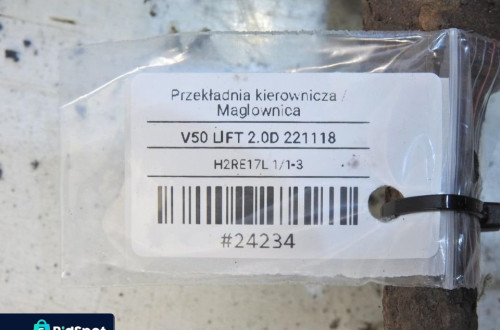 Przekładnia kierownicza /
Maglownica
V50 LIFT 2.0D 221118
H2RE17L 1/1-3
#24234